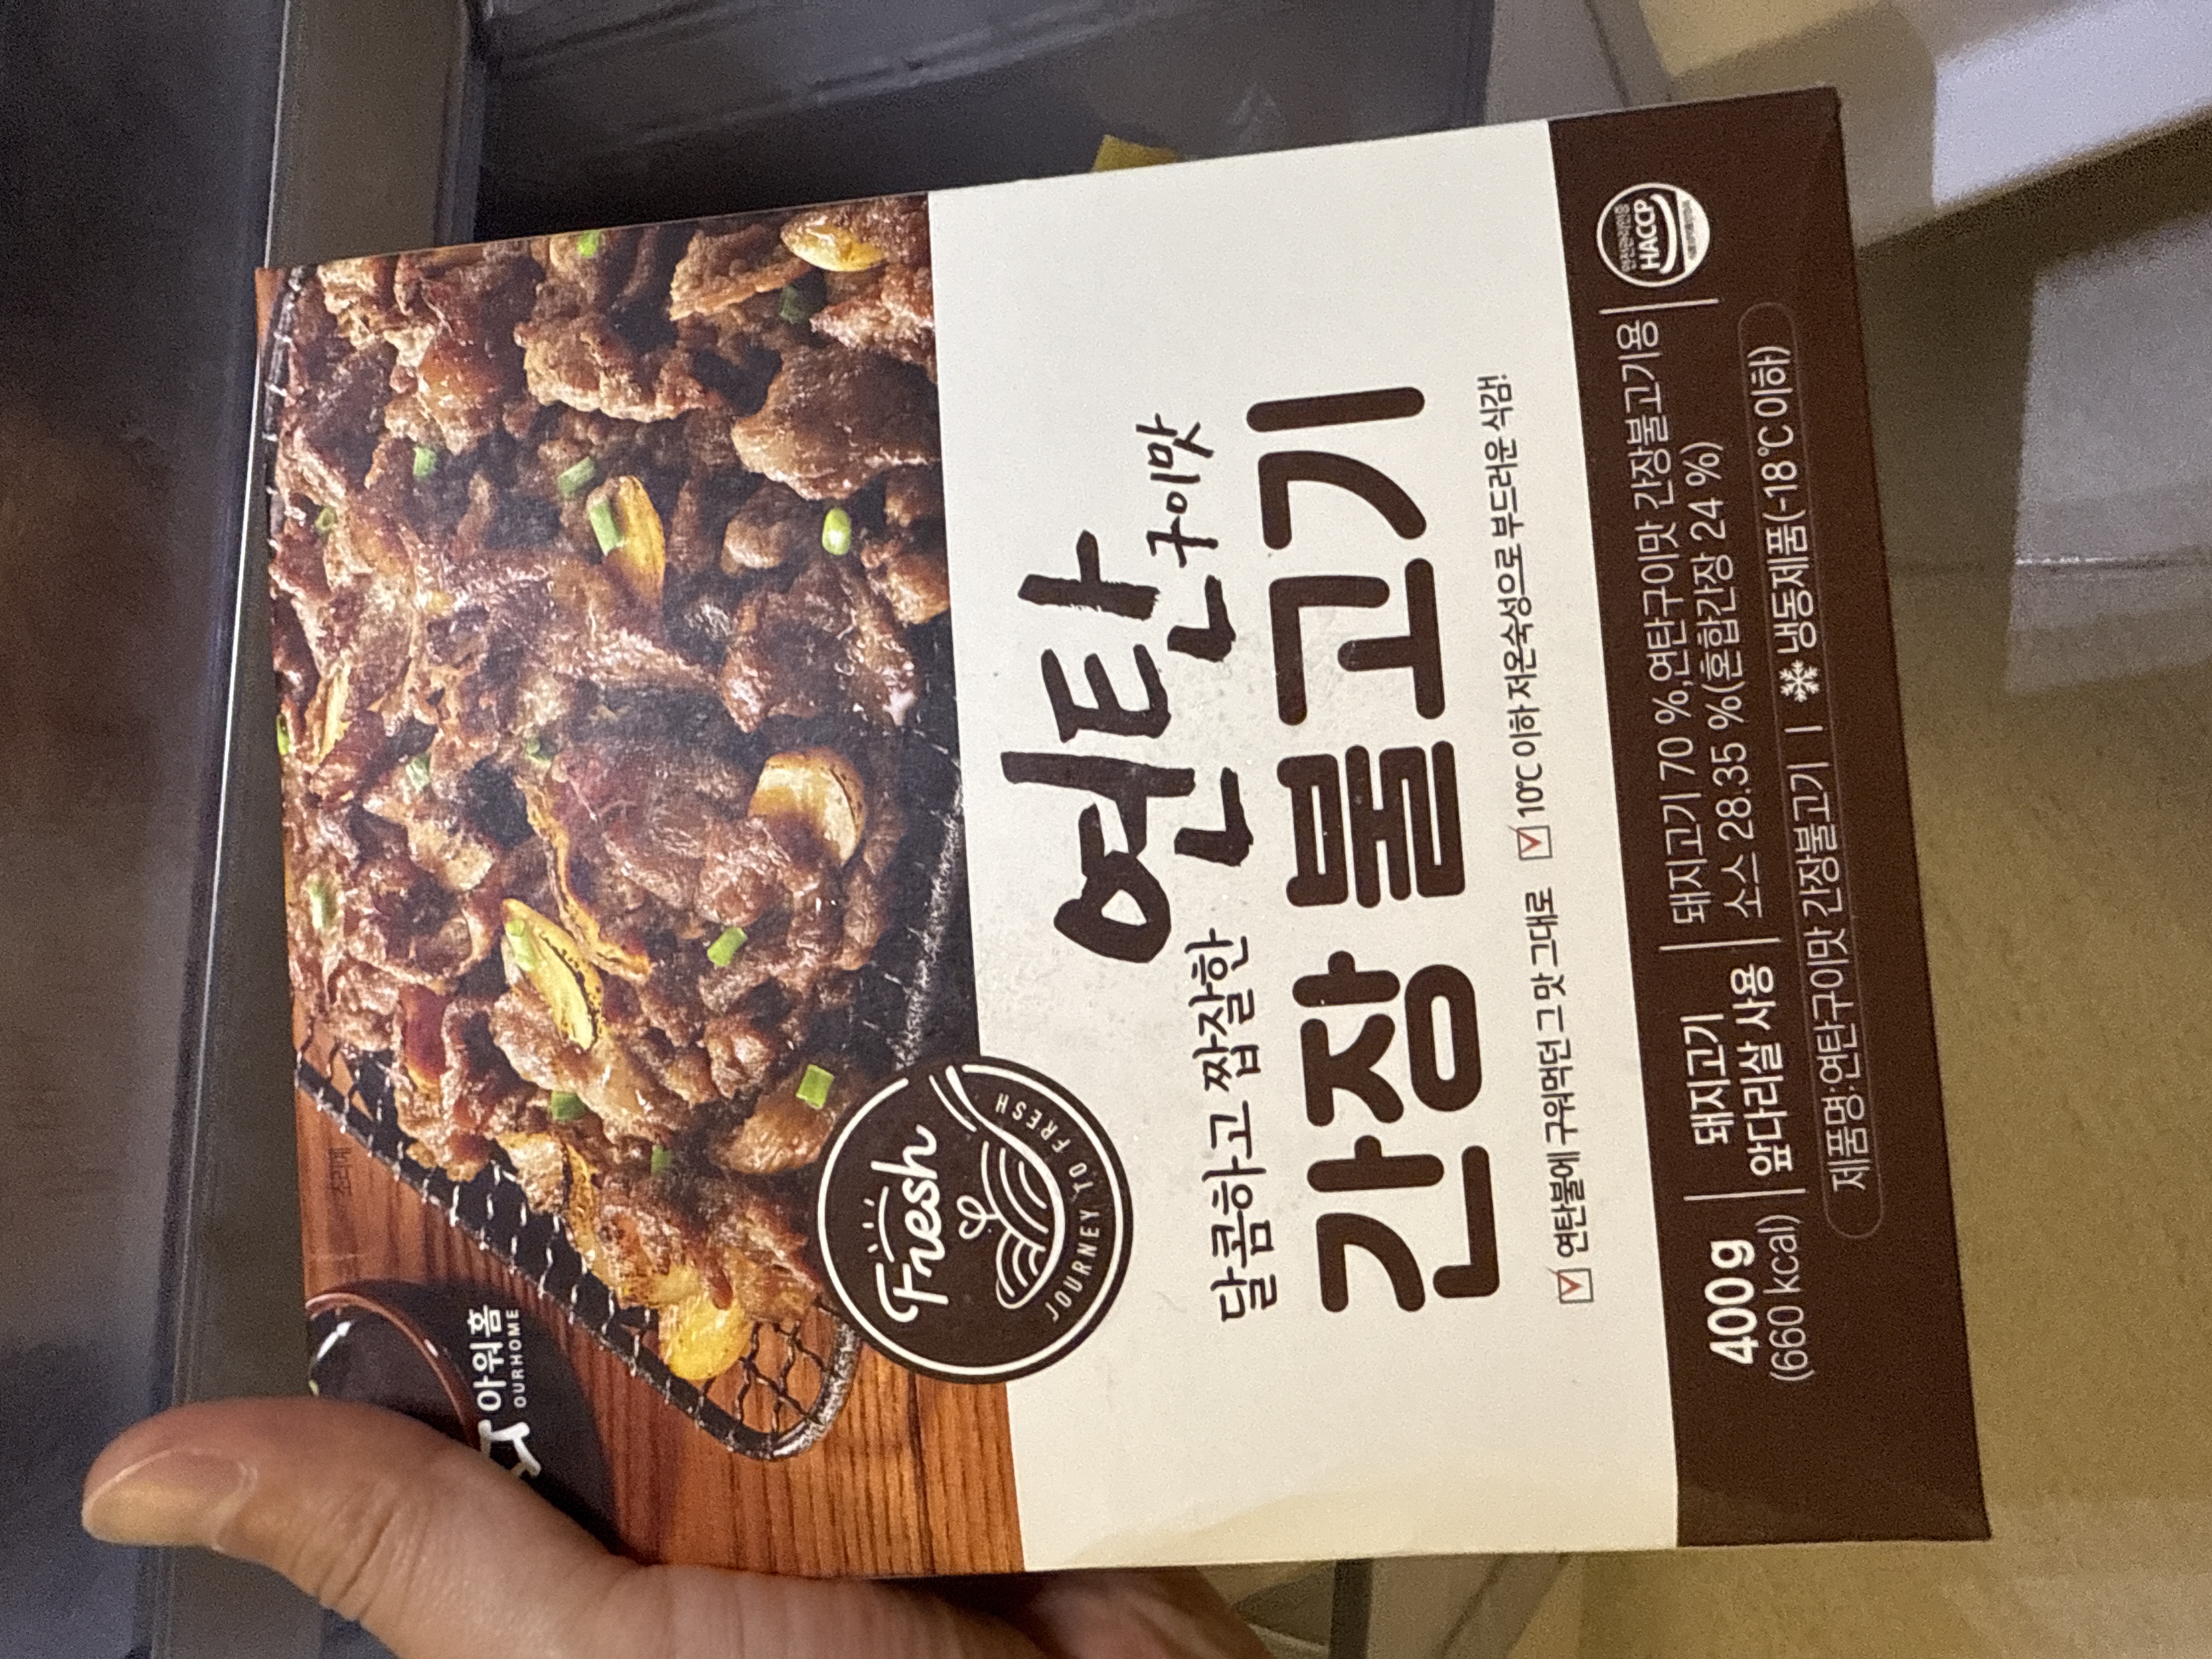 아워홈
OURHOME
조리예
Fresh
JOURNEY TO FRESH
달콤하고 짭잘한
연탄구이맛
간장 불고기
연탄불에 구워먹던 그 맛 그대로
10℃ 이하 저온숙성으로 부드러운 식감!
400 g
(660 kcal)
돼지고기
앞다리살 사용
돼지고기 70 %,연탄구이맛 간장불고기용
소스 28.35 %(혼합간장 24 %)
HACCP
제품명:연탄구이맛 간장불고기 | 냉동제품(-18℃ 이하)